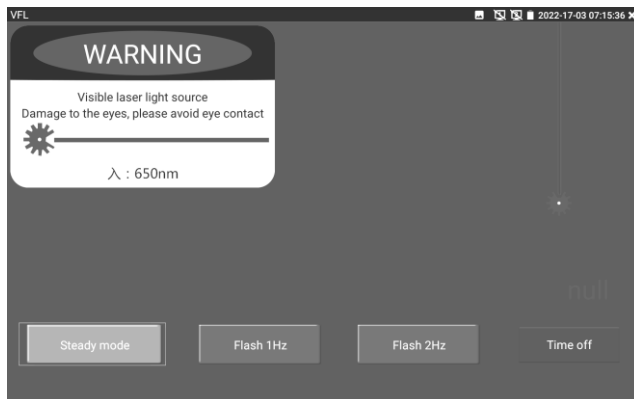 VFL
2022-17-03 07:15:36
WARNING
Visible laser light source
Damage to the eyes, please avoid eye contact
入 : 650nm
null
Steady mode
Flash 1Hz
Flash 2Hz
Time off